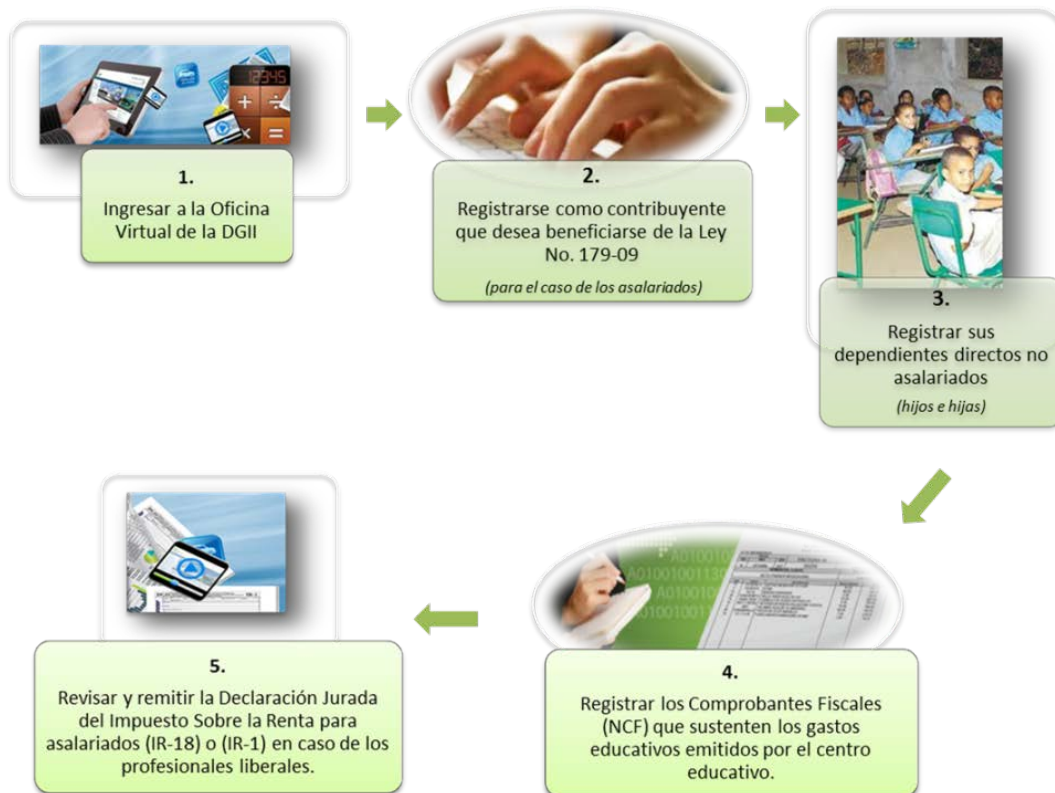 12345
1.
Ingresar a la Oficina
Virtual de la DGII
2.
Registrarse como contribuyente
que desea beneficiarse de la Ley
No. 179-09
(para el caso de los asalariados)
3.
Registrar sus
dependientes directos no
asalariados
(hijos e hijas)
4.
Registrar los Comprobantes Fiscales
(NCF) que sustenten los gastos
educativos emitidos por el centro
educativo.
5.
Revisar y remitir la Declaración Jurada
del Impuesto Sobre la Renta para
asalariados (IR-18) o (IR-1) en caso de los
profesionales liberales.